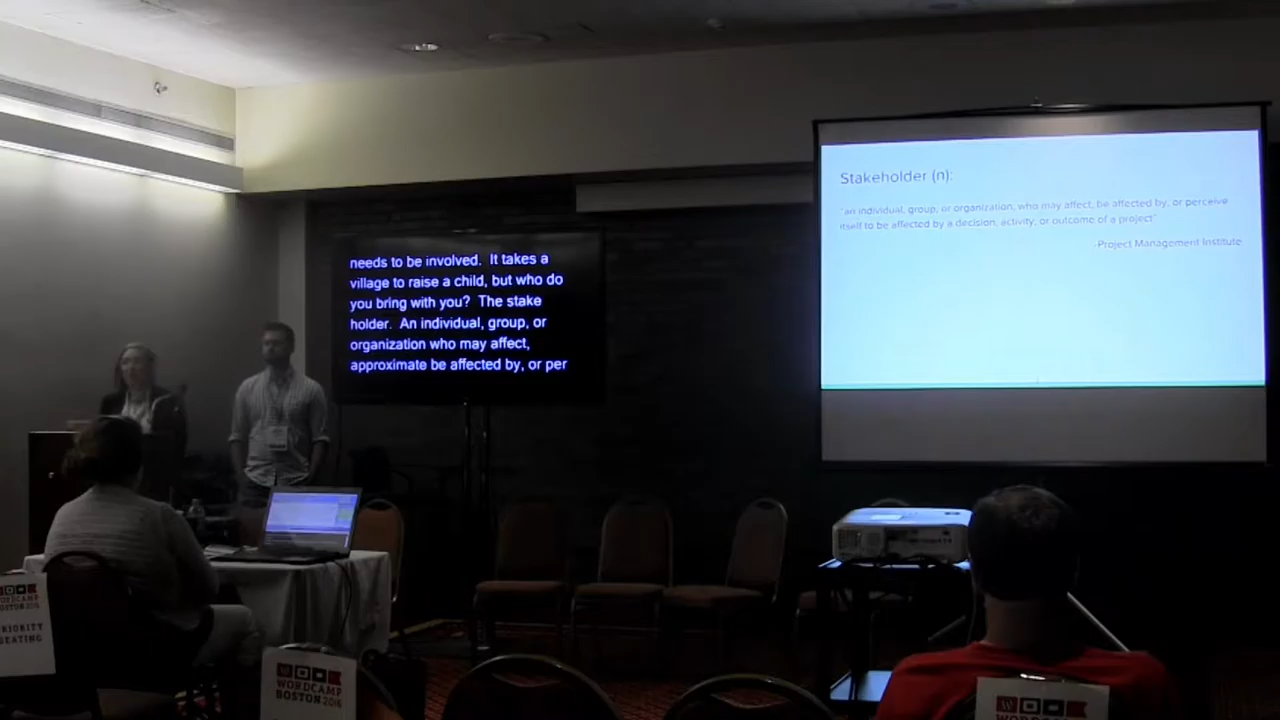 needs to be involved. It takes a
village to raise a child, but who do
you bring with you? The stake
holder. An individual, group, or
organization who may affect,
approximate be affected by, or per
Stakeholder (n):
"an individual, group, or organization, who may affect, be affected by, or perceive
itself to be affected by a decision, activity, or outcome of a project"
-Project Management Institute
WORDCAMP
BOSTON 2016
PRIORITY
SEATING
WORDCAMP
BOSTON 2016